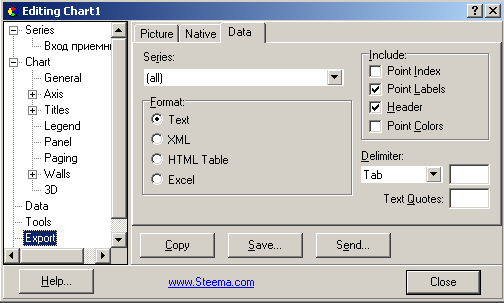 Editing Chart1
Series
Вход приемн
Chart
General
Axis
Titles
Legend
Panel
Paging
Walls
3D
Data
Tools
Export
Picture Native Data
Series:
(all)
Format:
Text
XML
HTML Table
Excel
Include:
Point Index
Point Labels
Header
Point Colors
Delimiter:
Tab
Text Quotes:
Copy Save... Send...
Help... www.Steema.com Close